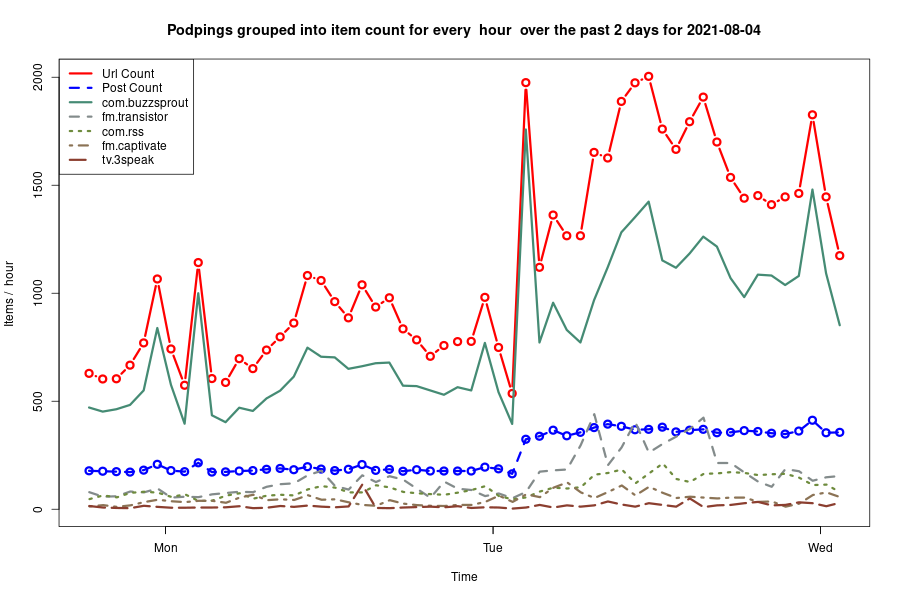 Podpings grouped into item count for every  hour  over the past 2 days for 2021-08-04
Url Count
Post Count
com.buzzsprout
fm.transistor
com.rss
fm.captivate
tv.3speak
2000
1500
1000
500
0
Items /  hour
Mon
Tue
Wed
Time